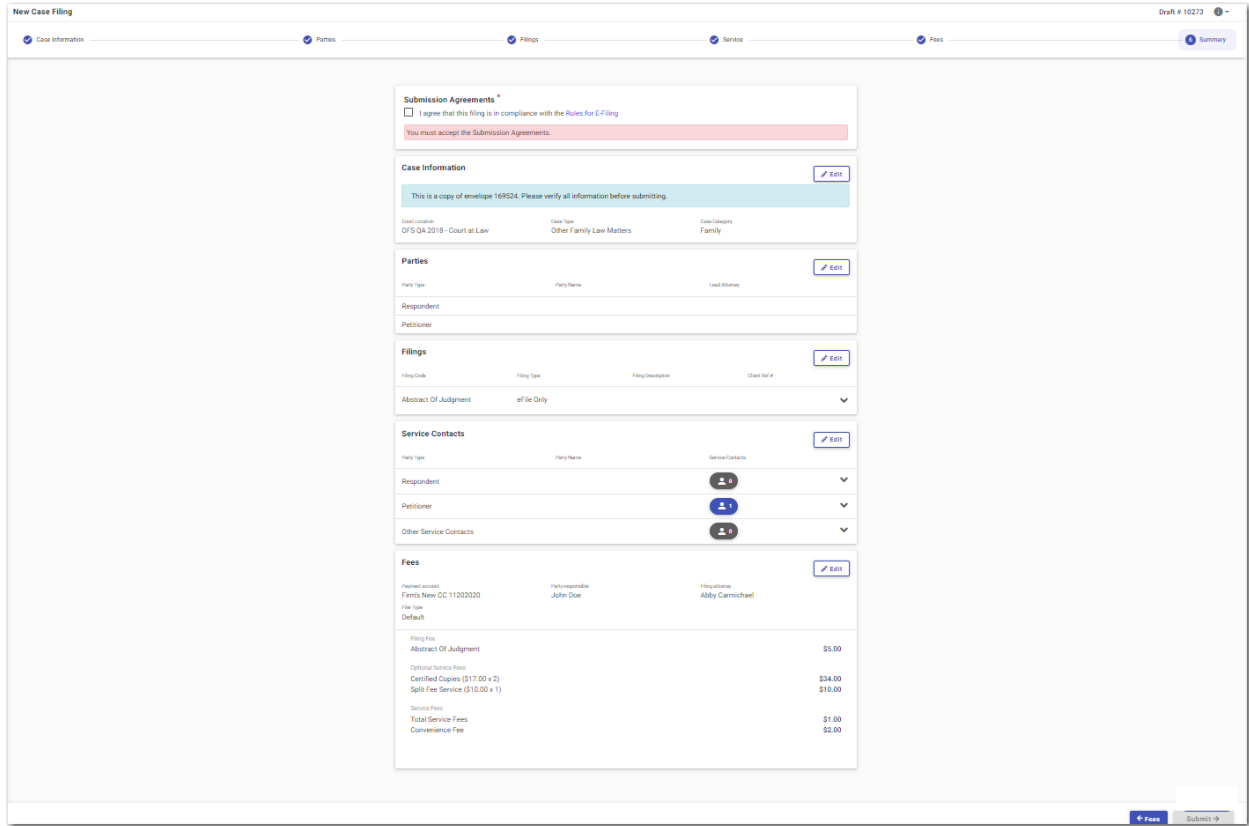 New Case Filing Draft # 10273
Case Information Parties Filings Service Fees 6 Summary
Submission Agreements *
I agree that this filing is in compliance with the Rules for E-Filing
You must accept the Submission Agreements.
Case Information
Edit
This is a copy of envelope 169524. Please verify all information before submitting.
Court Location Case Type Case Category
OFS QA 2018 - Court at Law Other Family Law Matters Family
Parties
Edit
Party Type Party Name Lead Attorney
Respondent
Petitioner
Filings
Edit
Filing Code Filing Type Filing Description Client Ref #
Abstract Of Judgment eFile Only
Service Contacts
Edit
Party Type Party Name Service Contacts
Respondent 0
Petitioner 1
Other Service Contacts 0
Fees
Edit
Payment account Party responsible Filing attorney
Firm's New CC 11202020 John Doe Abby Carmichael
Filer Type
Default
Filing Fee
Abstract Of Judgment $5.00
Optional Service Fees
Certified Copies ($17.00 x 2) $34.00
Split Fee Service ($10.00 x 1) $10.00
Service Fees
Total Service Fees $1.00
Convenience Fee $2.00
← Fees Submit →